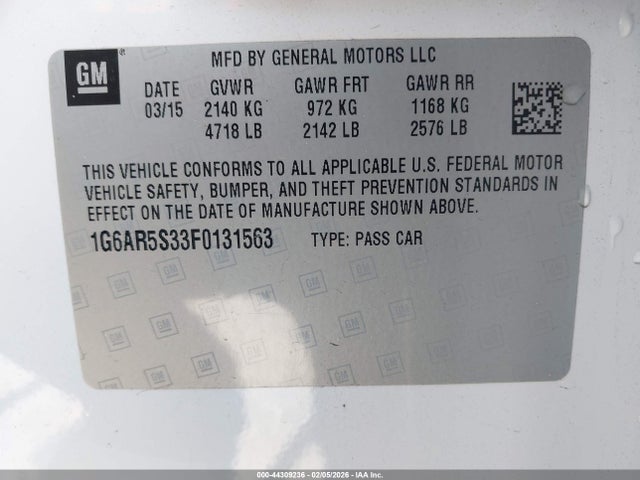 GM
MFD BY GENERAL MOTORS LLC
DATE GVWR GAWR FRT GAWR RR
03/15 2140 KG 972 KG 1168 KG
4718 LB 2142 LB 2576 LB
THIS VEHICLE CONFORMS TO ALL APPLICABLE U.S. FEDERAL MOTOR
VEHICLE SAFETY, BUMPER, AND THEFT PREVENTION STANDARDS IN
EFFECT ON THE DATE OF MANUFACTURE SHOWN ABOVE.
1G6AR5S33F0131563 TYPE: PASS CAR
000-44309236 - 02/05/2026 - IAA Inc.